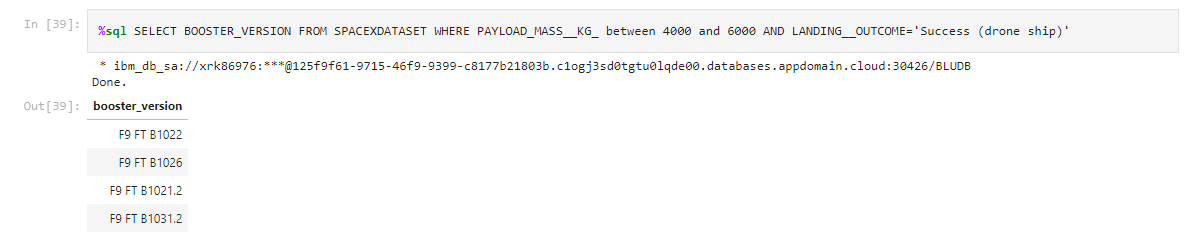 In [39]: %sql SELECT BOOSTER_VERSION FROM SPACEXDATASET WHERE PAYLOAD_MASS__KG_ between 4000 and 6000 AND LANDING__OUTCOME='Success (drone ship)'
* ibm_db_sa://xrk86976:***@125f9f61-9715-46f9-9399-c8177b21803b.c1ogj3sd0tgtu0lqde00.databases.appdomain.cloud:30426/BLUDB
Done.
Out[39]: booster_version
F9 FT B1022
F9 FT B1026
F9 FT B1021.2
F9 FT B1031.2